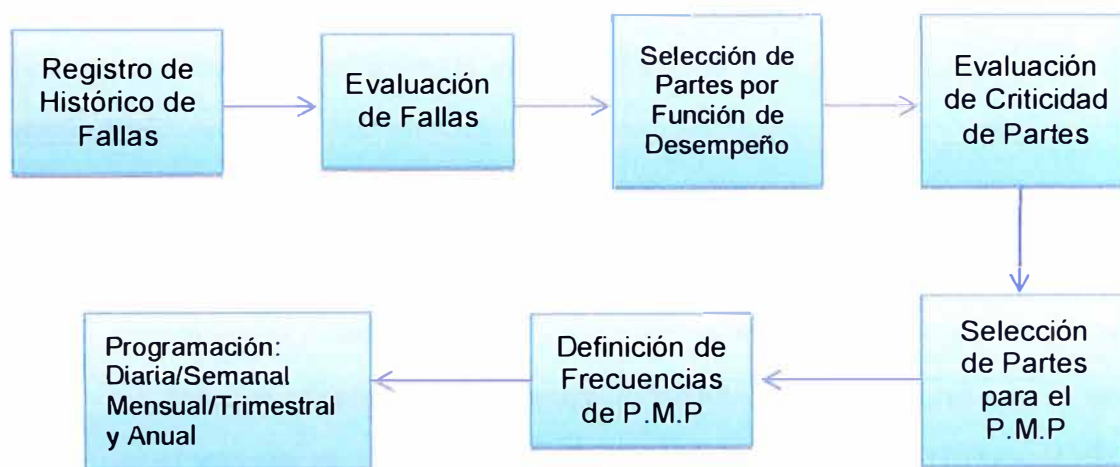 Registro de
Histórico de
Fallas
Evaluación
de Fallas
Selección de
Partes por
Función de
Desempeño
Evaluación
de Criticidad
de Partes
Selección
de Partes
para el
P.M.P
Definición de
Frecuencias
de P.M.P
Programación:
Diaria/Semanal
Mensual/Trimestral
y Anual